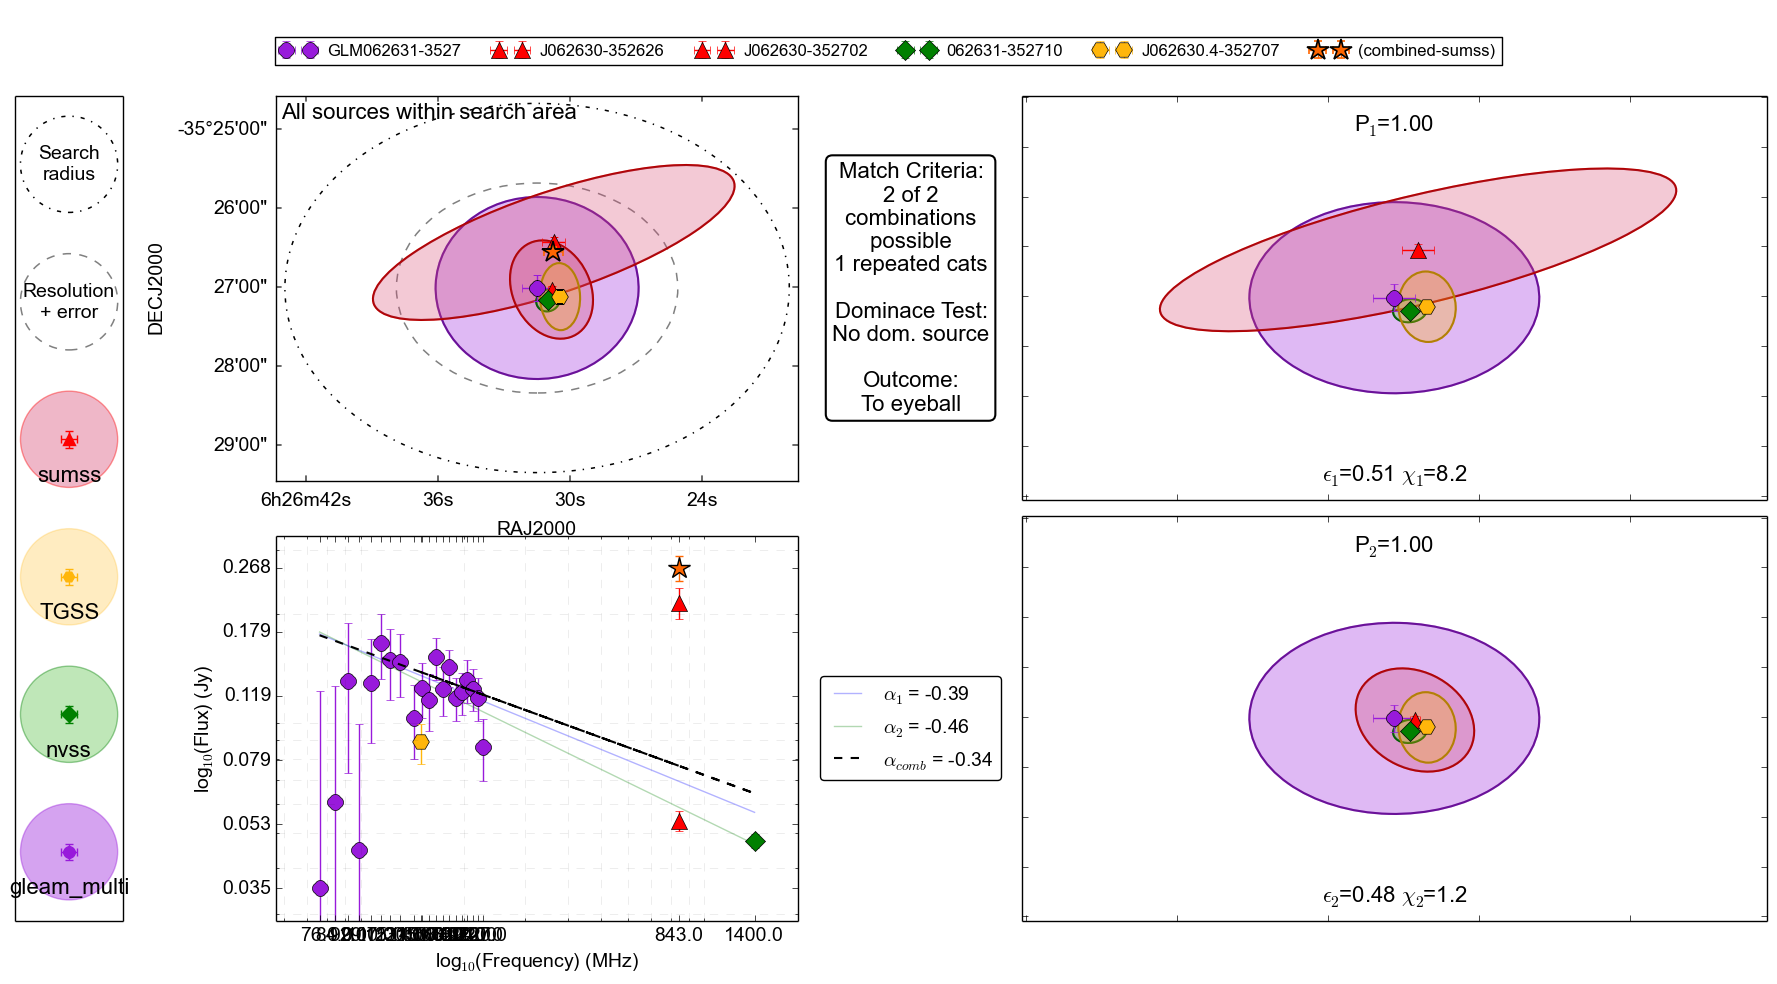 GLM062631-3527 J062630-352626 J062630-352702 062631-352710 J062630.4-352707 (combined-sumss)
Search
radius
Resolution
+ error
sumss
TGSS
nvss
gleam_multi
All sources within search area
DECJ2000
-35°25'00"
26'00"
27'00"
28'00"
29'00"
6h26m42s 36s 30s 24s
RAJ2000
Match Criteria:
2 of 2
combinations
possible
1 repeated cats
Dominace Test:
No dom. source
Outcome:
To eyeball
P₁=1.00
ϵ₁=0.51 χ₁=8.2
log₁₀(Flux) (Jy)
0.268
0.179
0.119
0.079
0.053
0.035
843.0 1400.0
log₁₀(Frequency) (MHz)
α₁ = -0.39
α₂ = -0.46
α_comb = -0.34
P₂=1.00
ϵ₂=0.48 χ₂=1.2